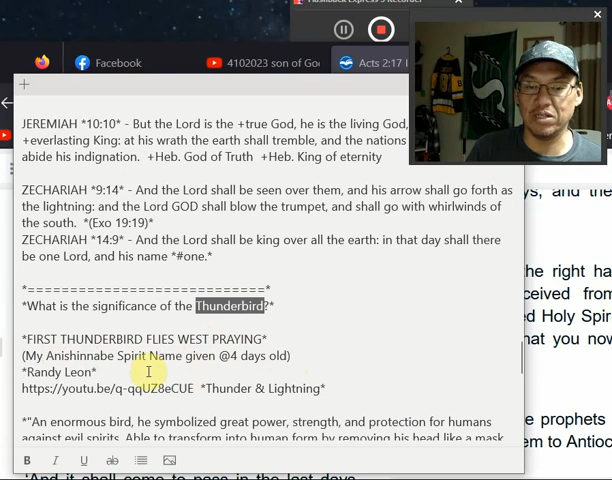 Flashback Express 5 Recorder
Facebook
4102023 son of Go
Acts 2:17 I
JEREMIAH *10:10* - But the Lord is the +true God, he is the living God,
+everlasting King: at his wrath the earth shall tremble, and the nations
abide his indignation. +Heb. God of Truth +Heb. King of eternity
ys, and the
ZECHARIAH *9:14* - And the Lord shall be seen over them, and his arrow shall go forth as
the lightning: and the Lord GOD shall blow the trumpet, and shall go with whirlwinds of
the south. *(Exo 19:19)*
ZECHARIAH *14:9* - And the Lord shall be king over all the earth: in that day shall there
be one Lord, and his name *#one.*
he right ha
ceived from
ed Holy Spir
hat you now
*===========================*
*What is the significance of the Thunderbird?*
*FIRST THUNDERBIRD FLIES WEST PRAYING*
(My Anishinnabe Spirit Name given @4 days old)
*Randy Leon*
https://youtu.be/q-qqUZ8eCUE *Thunder & Lightning*
*"An enormous bird, he symbolized great power, strength, and protection for humans
against evil spirits. Able to transform into human form by removing his head like a mask
e prophets
em to Antioc
B I U ab
'And it shall come to pass in the last days